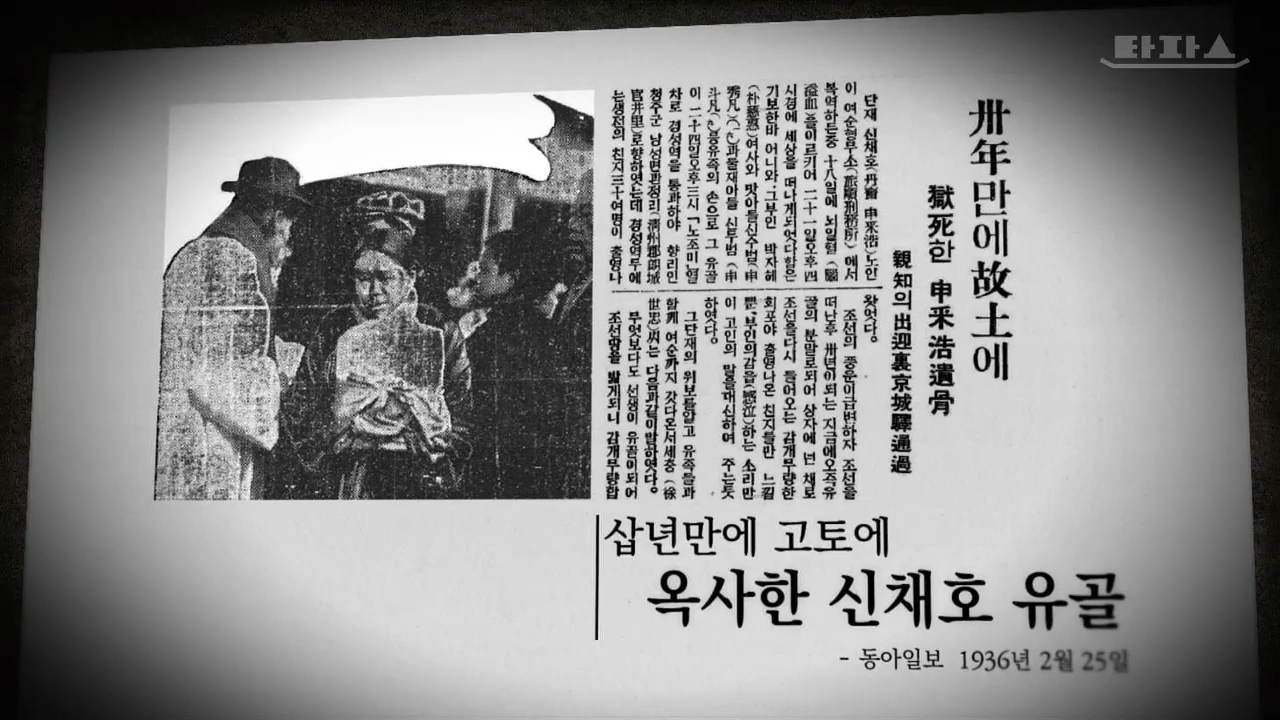 타파스
卅年만에故土에
獄死한 申釆浩遺骨
親知의出迎裏京城驛通過
단재 신채호(丹齋 申釆浩)노인
이 여순형무소(旅順刑務所)에서
복역하든중 十八일에 뇌일혈(腦
溢血)을이르키어 二十一일오후四
시경에 세상을 떠나게되엇다함은
기보한바 어니와、그부인 박자혜
(朴慈惠)여사와 맛아들신수범(申
秀凡)과둘재아들 신두범(申
斗凡)등유족의 손으로 그 유골
이 二十四일오후三시『노조미』열
차로 경성역을 통과하야 향리인
청주군 낭성면관정리(淸州郡琅城
官井里)로향하엿는데 경성역두에
는생전의 친지三十여명이 출영나
왓엇다。
조선의 풍운이급변하자 조선을
떠난후 卅년이되는 지금에오즉유
골의 분말로되어 상자에 넌 채로
조선을다시 들어오는 감개무량한
회포야 출영나온 친지들만 느낄
뿐、부인의감읍(感泣)하는 소리만
이 고인의 말을대신하여 주는듯
하엿다。
그단재의 위보를알고 유족들과
함께 여순까지 갓다온서세충(徐
世忠)씨는 다음과같이말하엿다。
무엇보다도 선생이 유골이되어
조선땅을 밟게되니 감개무량합
삽년만에 고토에
옥사한 신채호 유골
- 동아일보 1936년 2월 25일